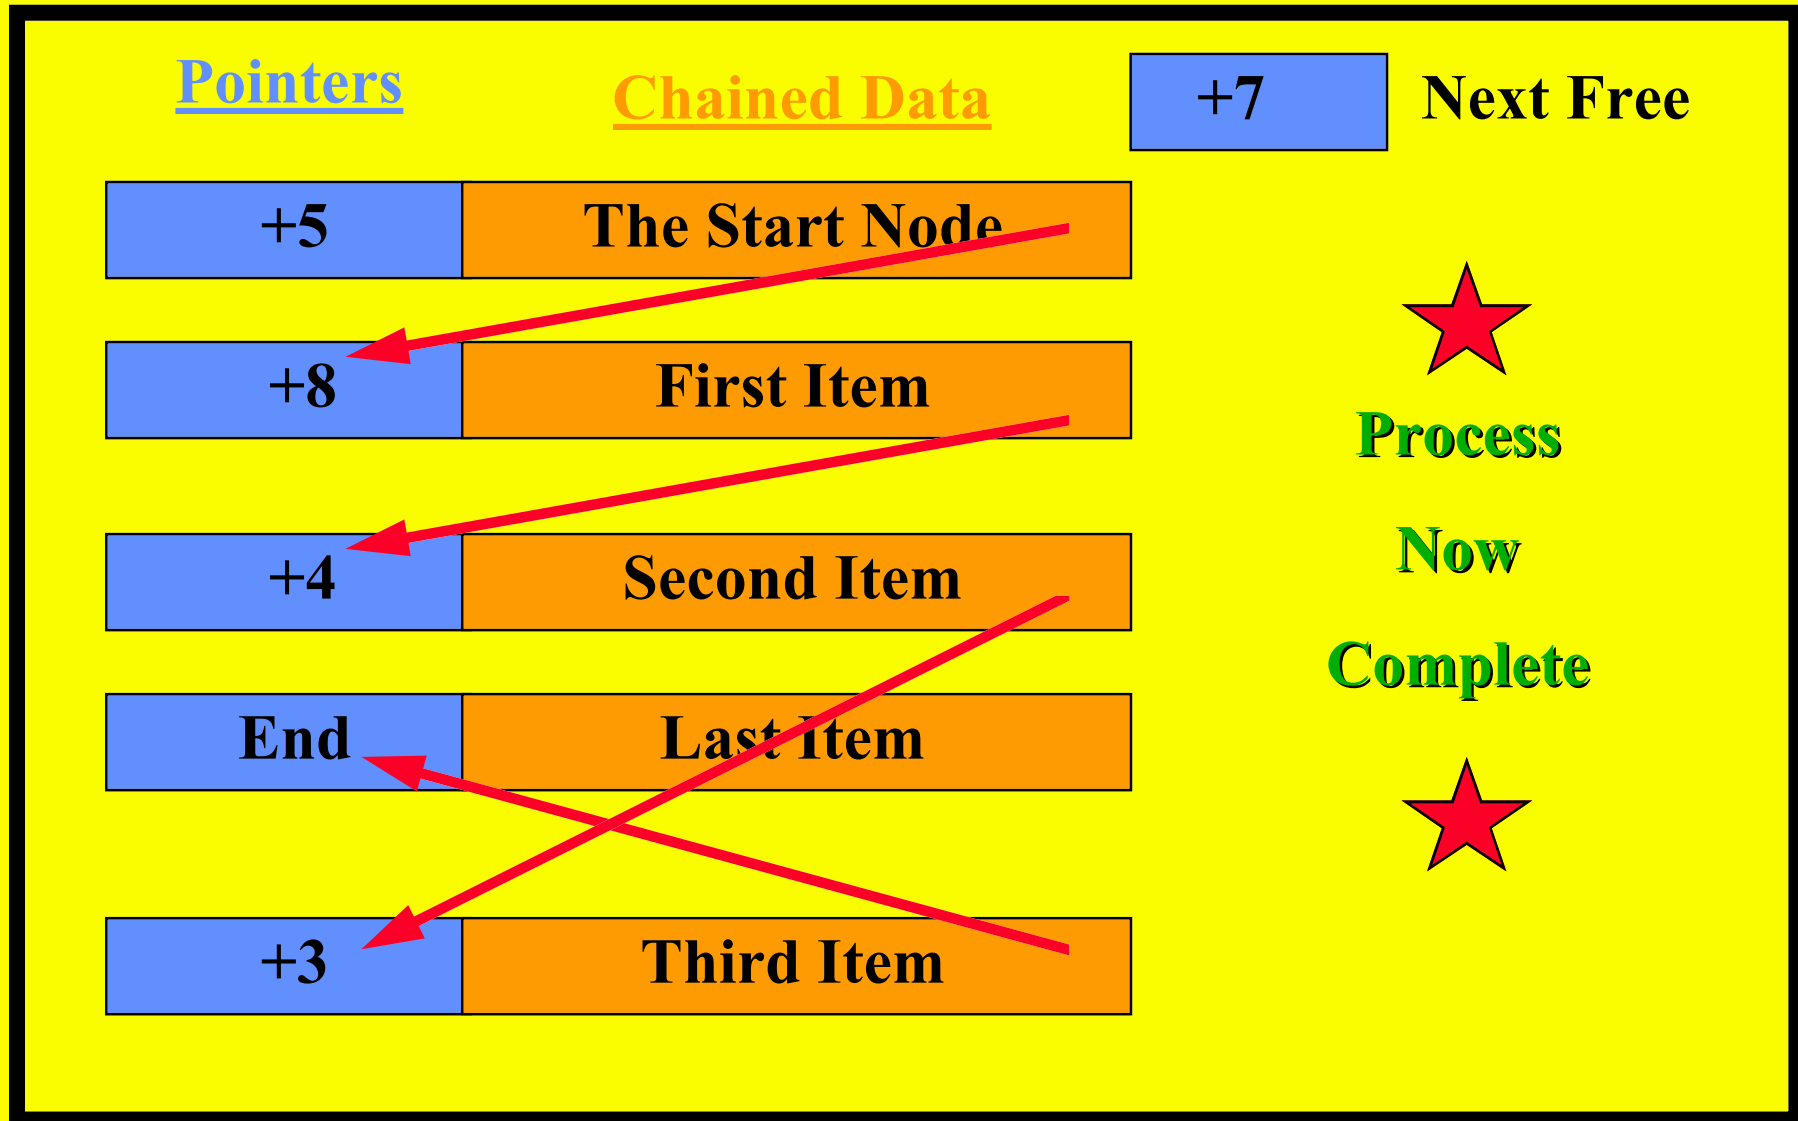 Pointers
Chained Data
+7
Next Free
+5
The Start Node
+8
First Item
+4
Second Item
End
Last Item
+3
Third Item
Process
Now
Complete